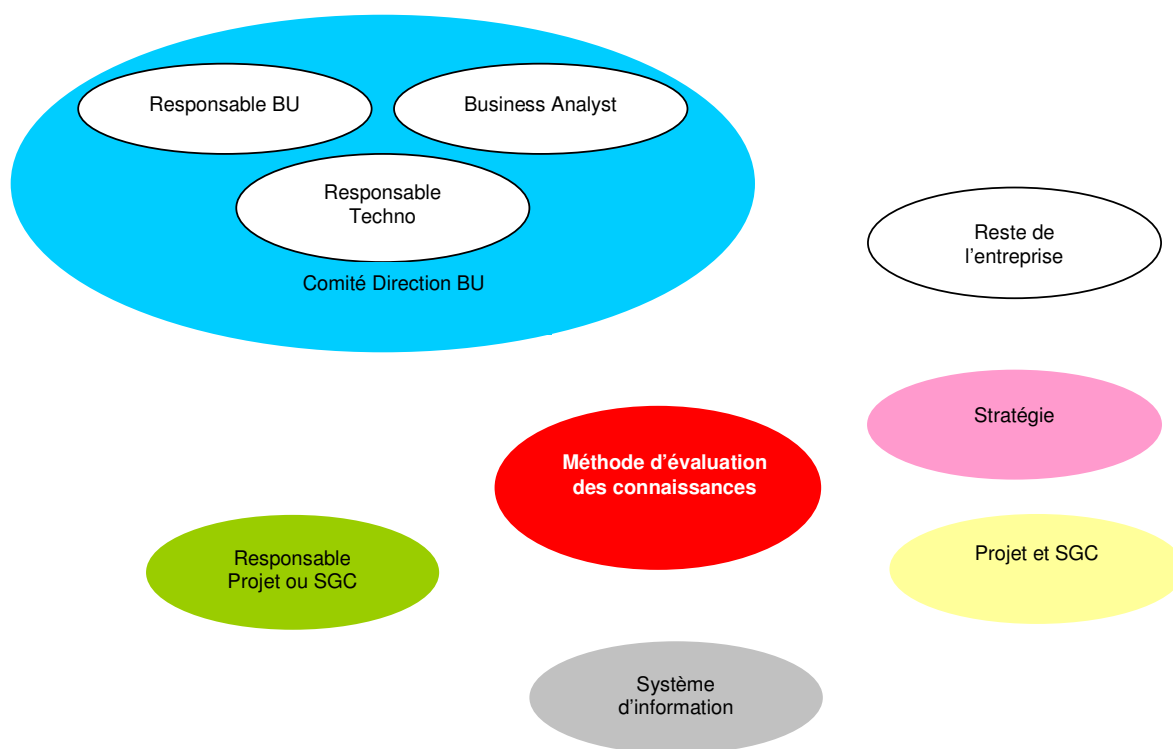 Responsable BU
Business Analyst
Responsable
Techno
Comité Direction BU
Reste de
l'entreprise
Stratégie
Méthode d'évaluation
des connaissances
Responsable
Projet ou SGC
Projet et SGC
Système
d'information